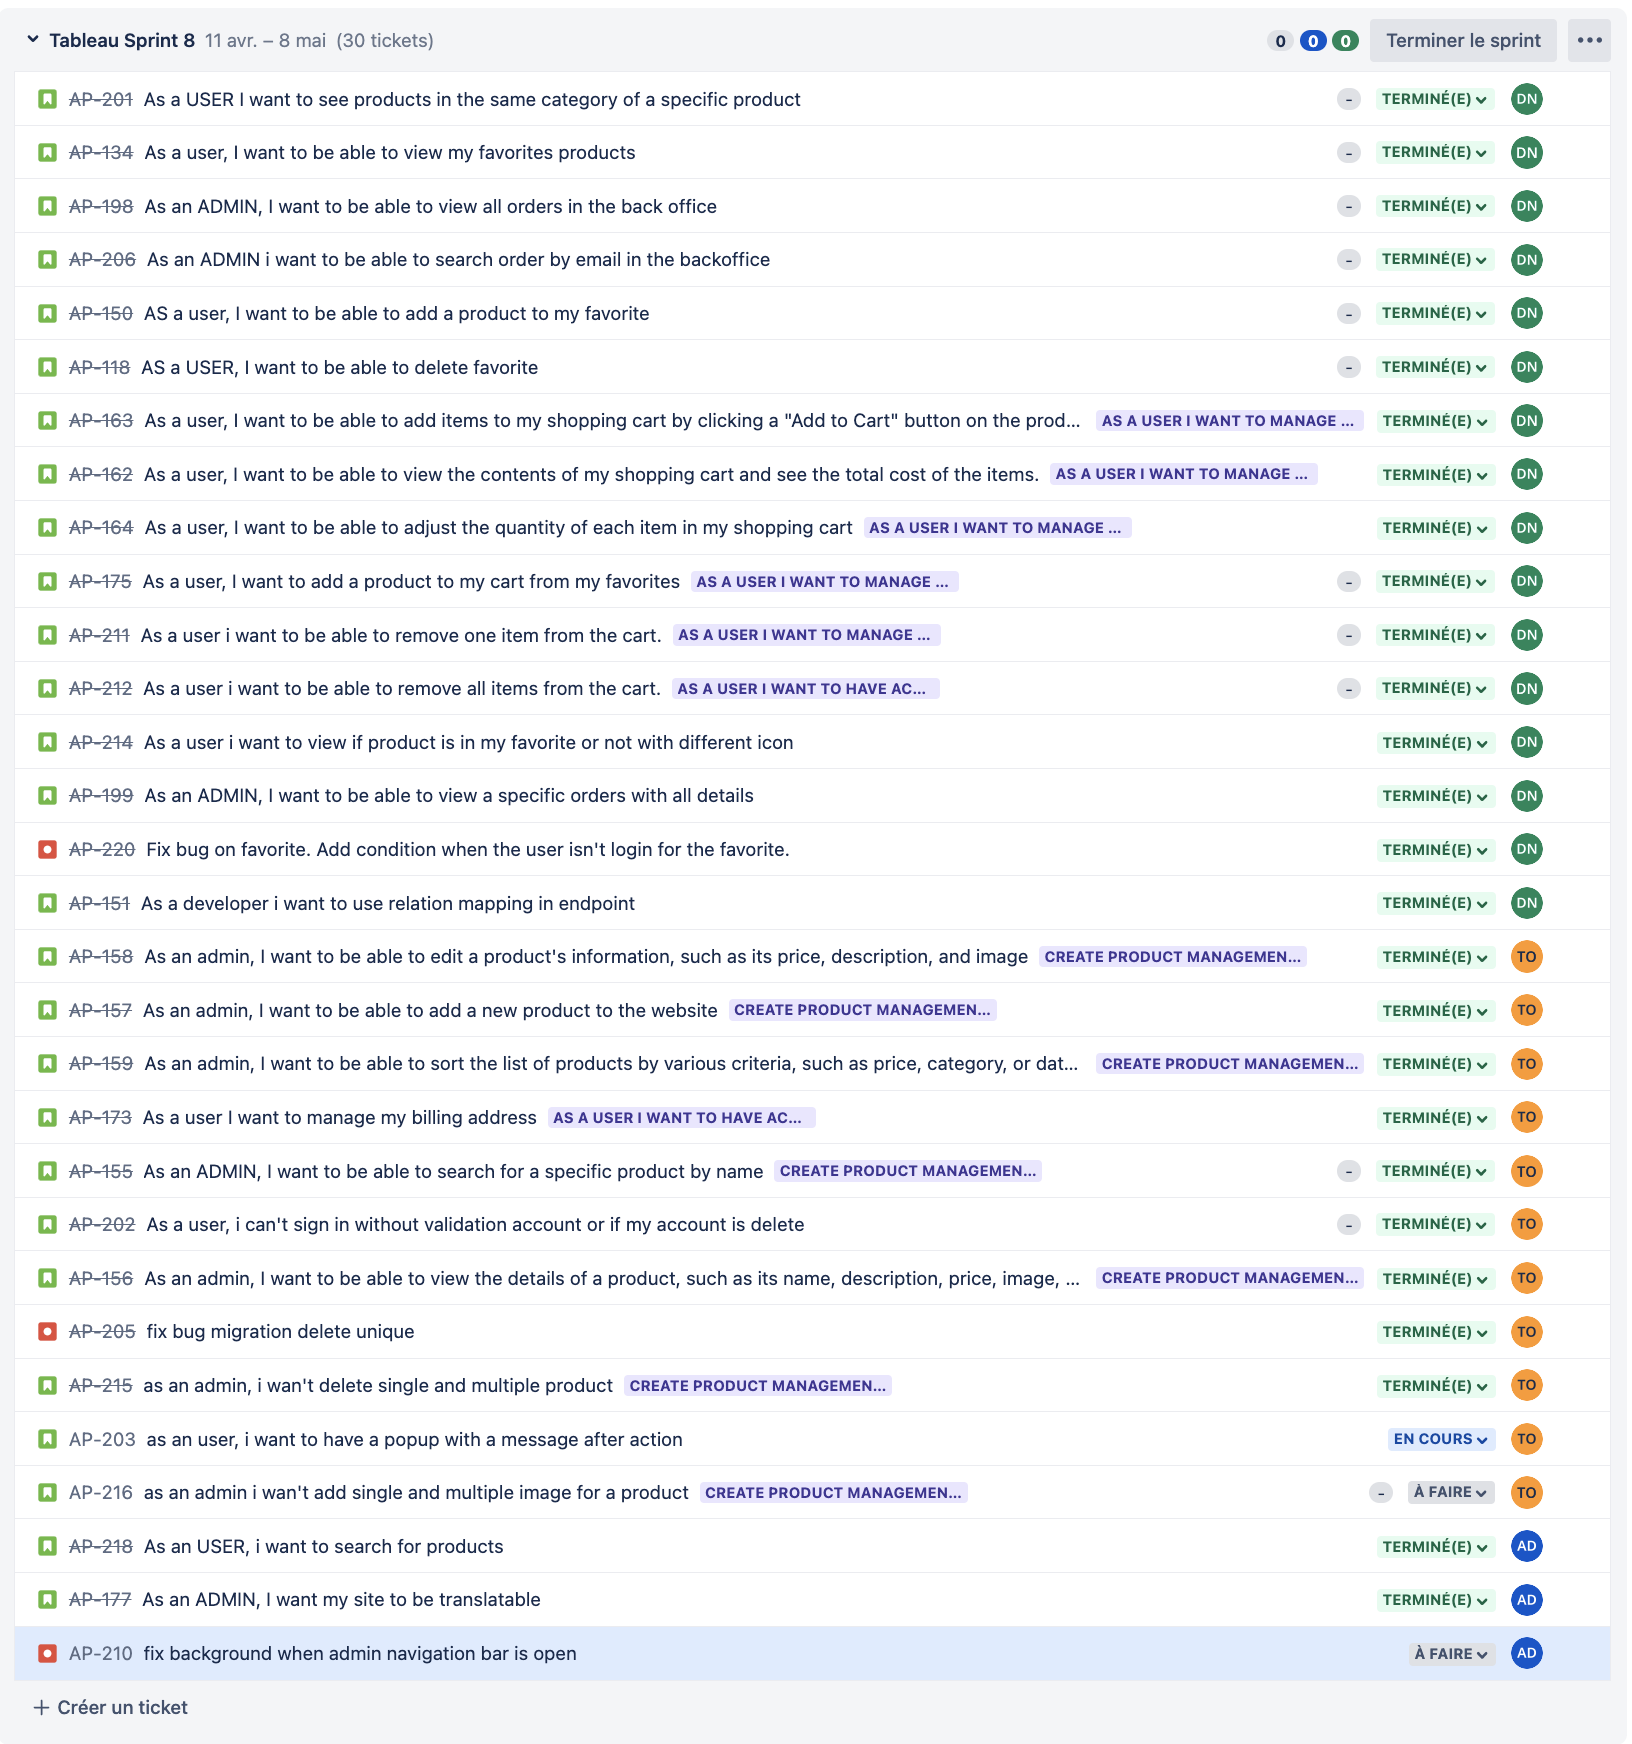 Tableau Sprint 8 11 avr. – 8 mai (30 tickets) 0 0 0 Terminer le sprint
AP-201 As a USER I want to see products in the same category of a specific product - TERMINÉ(E) DN
AP-134 As a user, I want to be able to view my favorites products - TERMINÉ(E) DN
AP-198 As an ADMIN, I want to be able to view all orders in the back office - TERMINÉ(E) DN
AP-206 As an ADMIN i want to be able to search order by email in the backoffice - TERMINÉ(E) DN
AP-150 AS a user, I want to be able to add a product to my favorite - TERMINÉ(E) DN
AP-118 AS a USER, I want to be able to delete favorite - TERMINÉ(E) DN
AP-163 As a user, I want to be able to add items to my shopping cart by clicking a "Add to Cart" button on the prod... AS A USER I WANT TO MANAGE ... TERMINÉ(E) DN
AP-162 As a user, I want to be able to view the contents of my shopping cart and see the total cost of the items. AS A USER I WANT TO MANAGE ... TERMINÉ(E) DN
AP-164 As a user, I want to be able to adjust the quantity of each item in my shopping cart AS A USER I WANT TO MANAGE ... TERMINÉ(E) DN
AP-175 As a user, I want to add a product to my cart from my favorites AS A USER I WANT TO MANAGE ... - TERMINÉ(E) DN
AP-211 As a user i want to be able to remove one item from the cart. AS A USER I WANT TO MANAGE ... - TERMINÉ(E) DN
AP-212 As a user i want to be able to remove all items from the cart. AS A USER I WANT TO HAVE AC... - TERMINÉ(E) DN
AP-214 As a user i want to view if product is in my favorite or not with different icon TERMINÉ(E) DN
AP-199 As an ADMIN, I want to be able to view a specific orders with all details TERMINÉ(E) DN
AP-220 Fix bug on favorite. Add condition when the user isn't login for the favorite. TERMINÉ(E) DN
AP-151 As a developer i want to use relation mapping in endpoint TERMINÉ(E) DN
AP-158 As an admin, I want to be able to edit a product's information, such as its price, description, and image CREATE PRODUCT MANAGEMEN... TERMINÉ(E) TO
AP-157 As an admin, I want to be able to add a new product to the website CREATE PRODUCT MANAGEMEN... TERMINÉ(E) TO
AP-159 As an admin, I want to be able to sort the list of products by various criteria, such as price, category, or dat... CREATE PRODUCT MANAGEMEN... TERMINÉ(E) TO
AP-173 As a user I want to manage my billing address AS A USER I WANT TO HAVE AC... TERMINÉ(E) TO
AP-155 As an ADMIN, I want to be able to search for a specific product by name CREATE PRODUCT MANAGEMEN... - TERMINÉ(E) TO
AP-202 As a user, i can't sign in without validation account or if my account is delete - TERMINÉ(E) TO
AP-156 As an admin, I want to be able to view the details of a product, such as its name, description, price, image, ... CREATE PRODUCT MANAGEMEN... TERMINÉ(E) TO
AP-205 fix bug migration delete unique TERMINÉ(E) TO
AP-215 as an admin, i wan't delete single and multiple product CREATE PRODUCT MANAGEMEN... TERMINÉ(E) TO
AP-203 as an user, i want to have a popup with a message after action EN COURS TO
AP-216 as an admin i wan't add single and multiple image for a product CREATE PRODUCT MANAGEMEN... - À FAIRE TO
AP-218 As an USER, i want to search for products TERMINÉ(E) AD
AP-177 As an ADMIN, I want my site to be translatable TERMINÉ(E) AD
AP-210 fix background when admin navigation bar is open À FAIRE AD
+ Créer un ticket